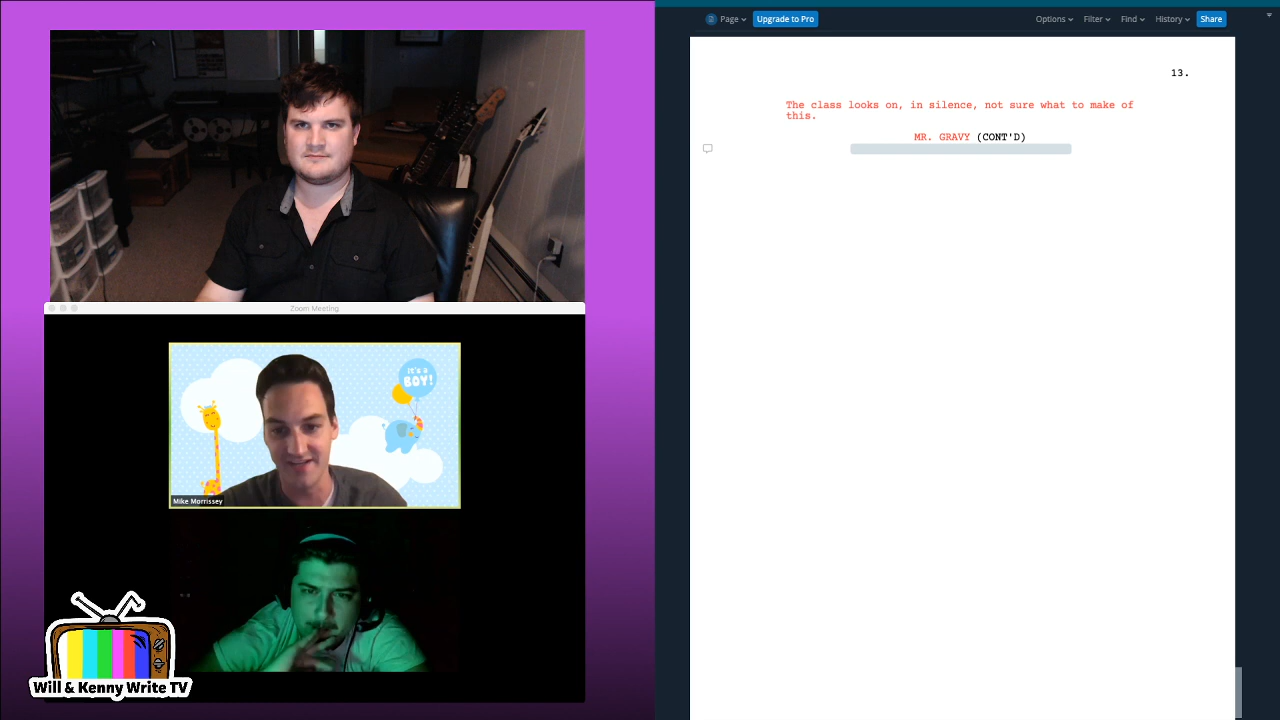 Zoom Meeting
it's a
BOY!
Mike Morrissey
Will & Kenny Write TV
2 Page Upgrade to Pro Options Filter Find History Share
13.
The class looks on, in silence, not sure what to make of
this.
MR. GRAVY (CONT'D)